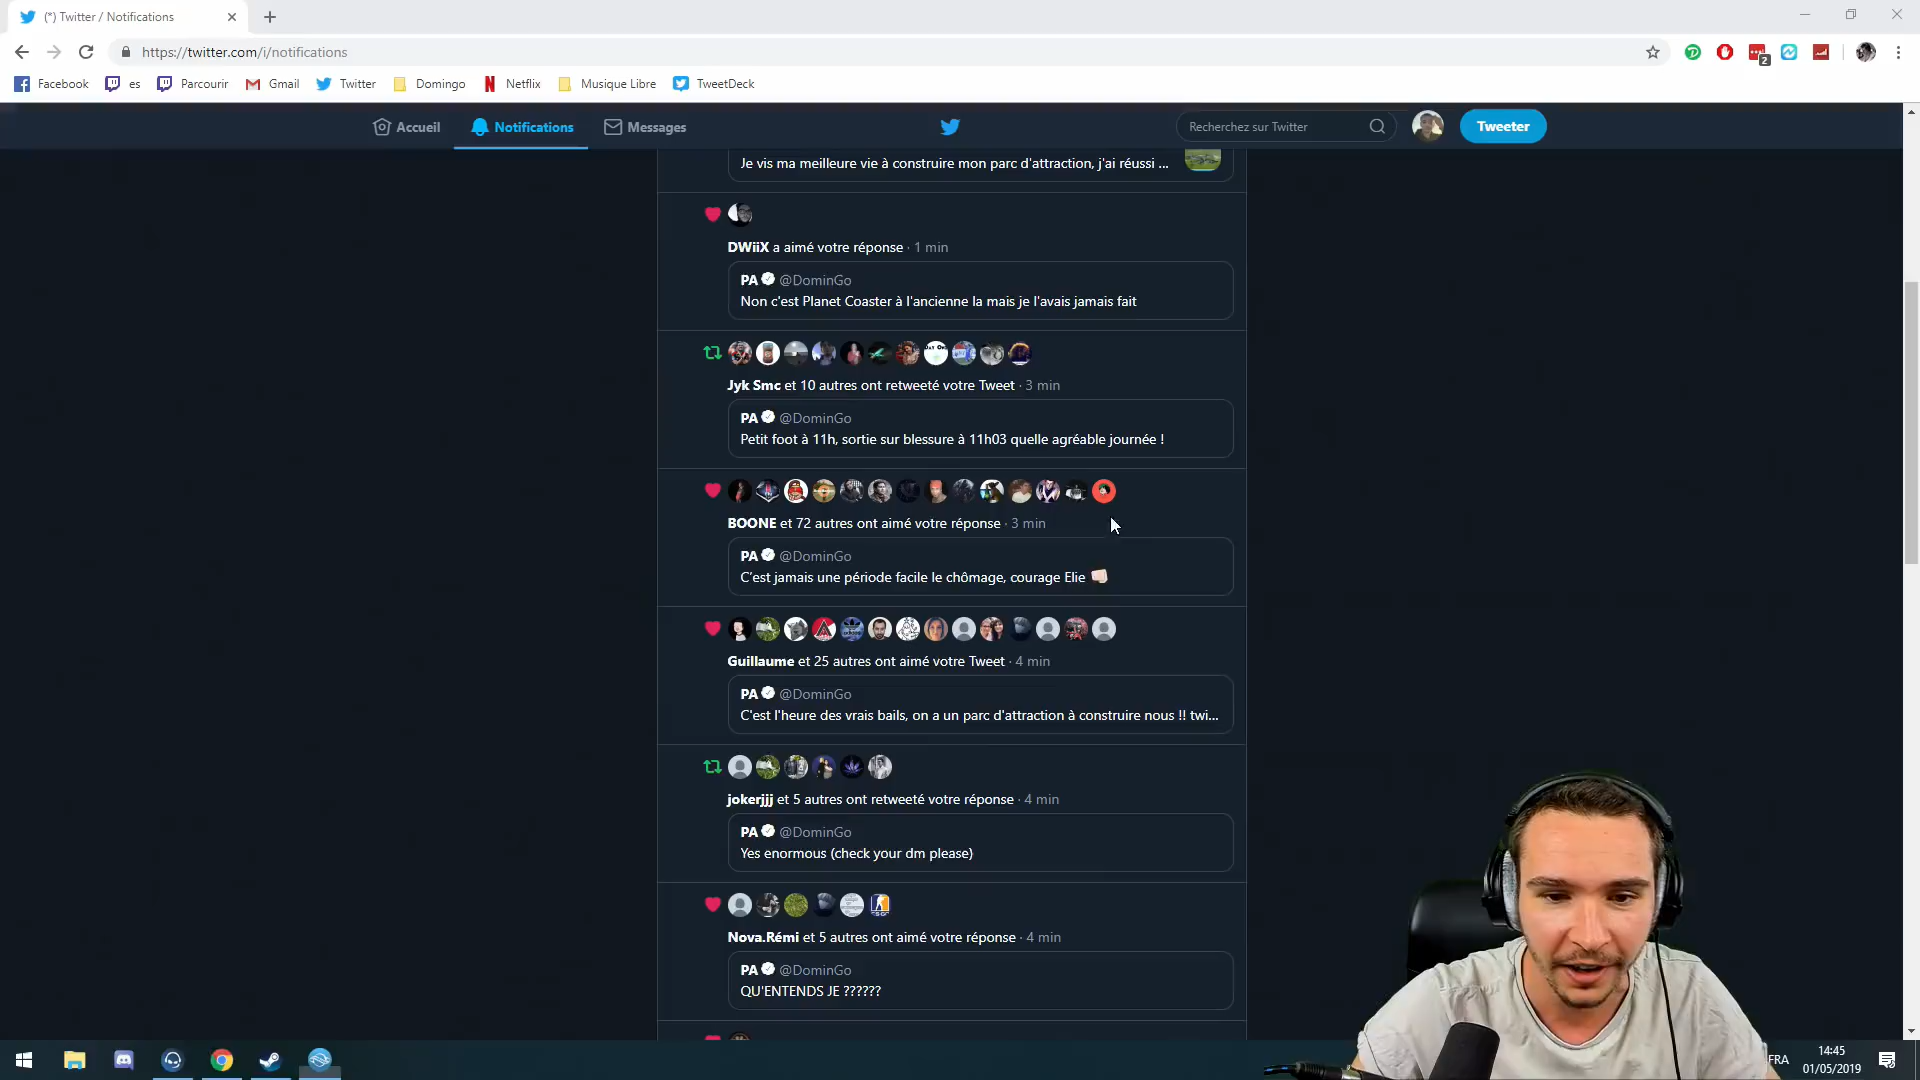 (*) Twitter / Notifications
https://twitter.com/i/notifications
2
Facebook es Parcourir Gmail Twitter Domingo Netflix Musique Libre TweetDeck
Accueil Notifications Messages Recherchez sur Twitter Tweeter
Je vis ma meilleure vie à construire mon parc d'attraction, j'ai réussi ...
DWiiX a aimé votre réponse · 1 min
PA @DominGo
Non c'est Planet Coaster à l'ancienne la mais je l'avais jamais fait
Jyk Smc et 10 autres ont retweeté votre Tweet · 3 min
PA @DominGo
Petit foot à 11h, sortie sur blessure à 11h03 quelle agréable journée !
BOONE et 72 autres ont aimé votre réponse · 3 min
PA @DominGo
C'est jamais une période facile le chômage, courage Elie 👊🏻
Guillaume et 25 autres ont aimé votre Tweet · 4 min
PA @DominGo
C'est l'heure des vrais bails, on a un parc d'attraction à construire nous !! twi...
jokerjjj et 5 autres ont retweeté votre réponse · 4 min
PA @DominGo
Yes enormous (check your dm please)
Nova.Rémi et 5 autres ont aimé votre réponse · 4 min
PA @DominGo
QU'ENTENDS JE ??????
FRA
14:45
01/05/2019